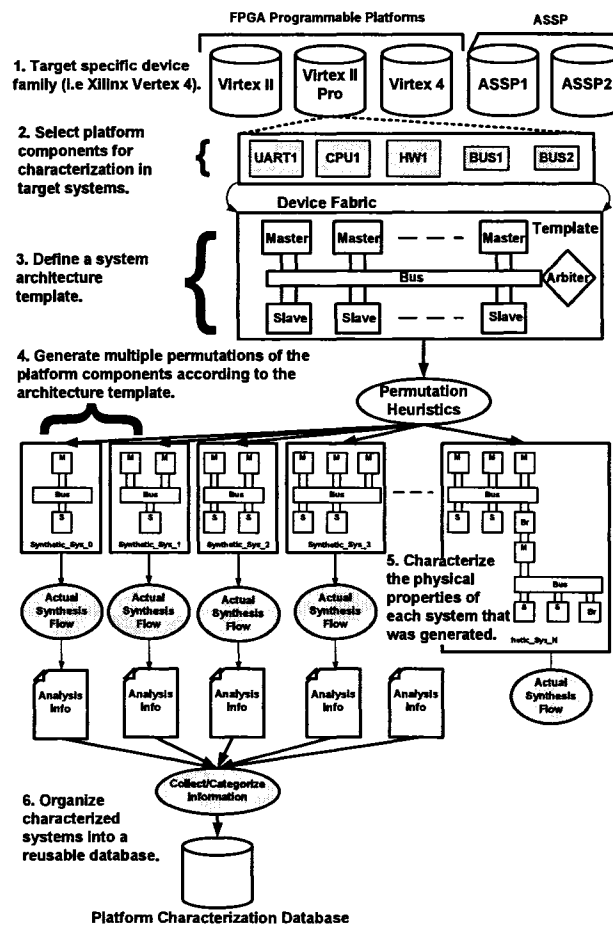 FPGA Programmable Platforms
ASSP
1. Target specific device
family (i.e Xilinx Vertex 4).
Virtex II
Virtex II
Pro
Virtex 4
ASSP1
ASSP2
2. Select platform
components for
characterization in
target systems.
UART1
CPU1
HW1
BUS1
BUS2
Device Fabric
3. Define a system
architecture
template.
Master
Master
Master
Template
Bus
Arbiter
Slave
Slave
Slave
4. Generate multiple permutations of the
platform components according to the
architecture template.
Permutation
Heuristics
M
Bus
S
Synthetic_Sys_0
M
M
Bus
S
Synthetic_Sys_1
M
M
Bus
S
S
Synthetic_Sys_2
M
M
M
Bus
S
S
Synthetic_Sys_3
M
M
M
Bus
S
S
Br
M
Bus
S
Br
hetic_Sys_N
5. Characterize
the physical
properties of
each system that
was generated.
Actual
Synthesis
Flow
Actual
Synthesis
Flow
Actual
Synthesis
Flow
Actual
Synthesis
Flow
Actual
Synthesis
Flow
Analysis
Info
Analysis
Info
Analysis
Info
Analysis
Info
Analysis
Info
Collect/Categorize
Information
6. Organize
characterized
systems into a
reusable database.
Platform Characterization Database